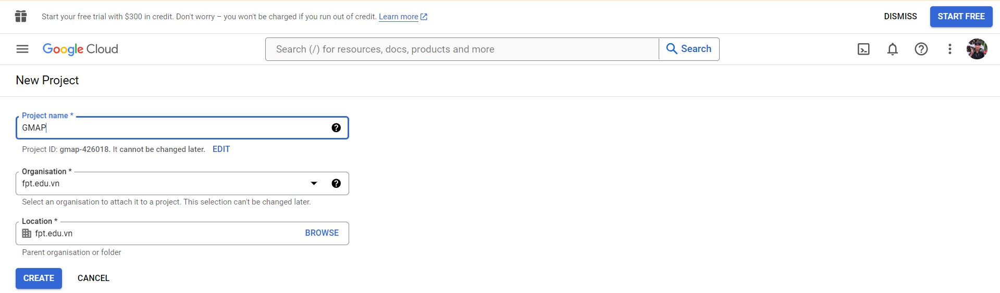 Start your free trial with $300 in credit. Don't worry – you won't be charged if you run out of credit. Learn more
DISMISS
START FREE
Google Cloud
Search (/) for resources, docs, products and more
Search
New Project
Project name *
GMAP
Project ID: gmap-426018. It cannot be changed later. EDIT
Organisation *
fpt.edu.vn
Select an organisation to attach it to a project. This selection can't be changed later.
Location *
fpt.edu.vn
BROWSE
Parent organisation or folder
CREATE
CANCEL